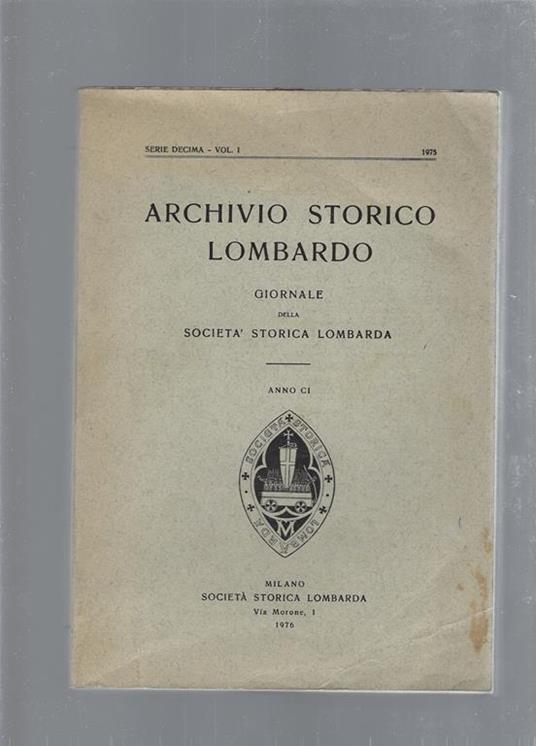 SERIE DECIMA - VOL. I 1975
ARCHIVIO STORICO
LOMBARDO
GIORNALE
DELLA
SOCIETA' STORICA LOMBARDA
ANNO CI
SOCIETA STORICA LOMBARDA
M
MILANO
SOCIETÀ STORICA LOMBARDA
Via Morone, 1
1976